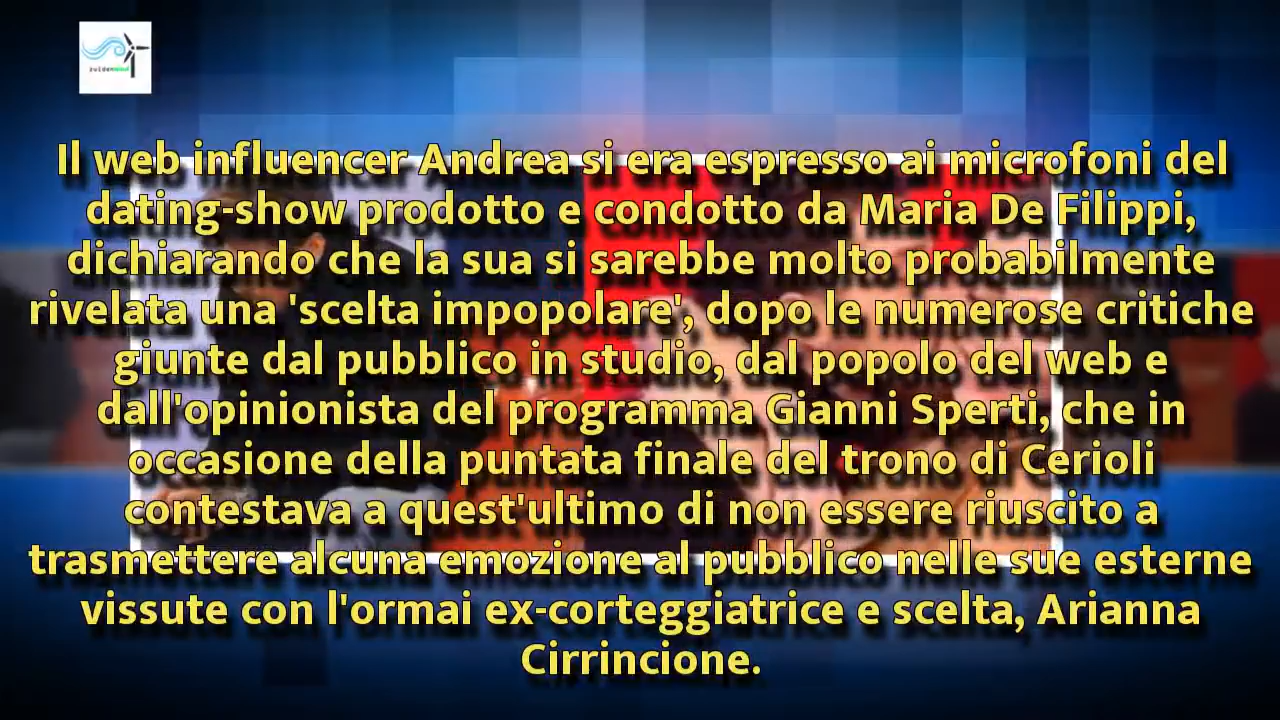 zuidenwind
Il web influencer Andrea si era espresso ai microfoni del
dating-show prodotto e condotto da Maria De Filippi,
dichiarando che la sua si sarebbe molto probabilmente
rivelata una 'scelta impopolare', dopo le numerose critiche
giunte dal pubblico in studio, dal popolo del web e
dall'opinionista del programma Gianni Sperti, che in
occasione della puntata finale del trono di Cerioli
contestava a quest'ultimo di non essere riuscito a
trasmettere alcuna emozione al pubblico nelle sue esterne
vissute con l'ormai ex-corteggiatrice e scelta, Arianna
Cirrincione.